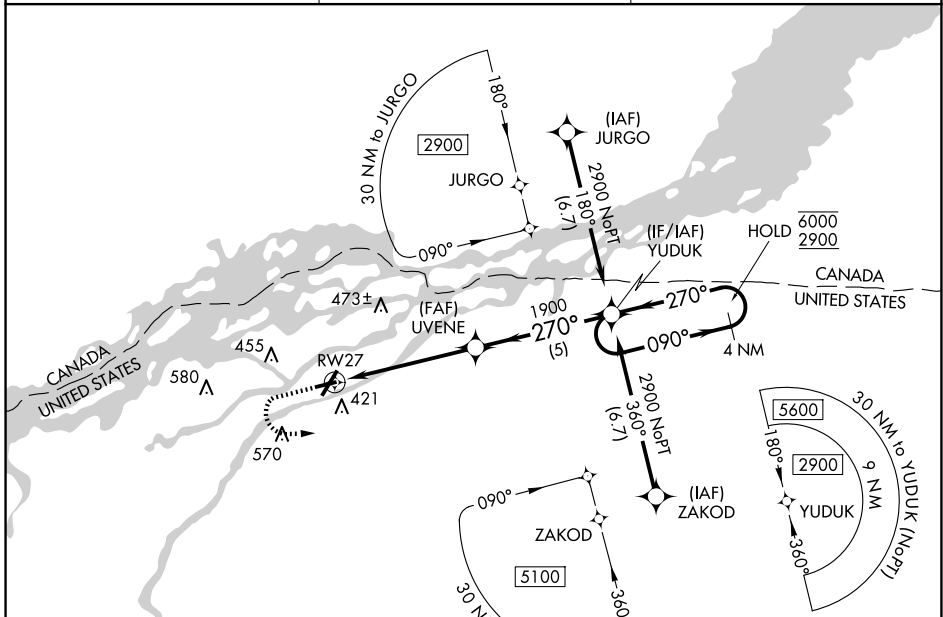 30 NM to JURGO
180°
2900
JURGO
090°
(IAF)
JURGO
2900 NoPT
180°
(6.7)
(IF/IAF)
YUDUK
HOLD
6000
2900
CANADA
UNITED STATES
270°
090°
4 NM
473±
(FAF)
UVENE
1900
270°
(5)
CANADA
UNITED STATES
455
580
RW27
421
570
2900 NoPT
360°
(6.7)
(IAF)
ZAKOD
090°
ZAKOD
5100
360
30 N
5600
180°
2900
YUDUK
360°
9 NM
30 NM to YUDUK (NoPT)